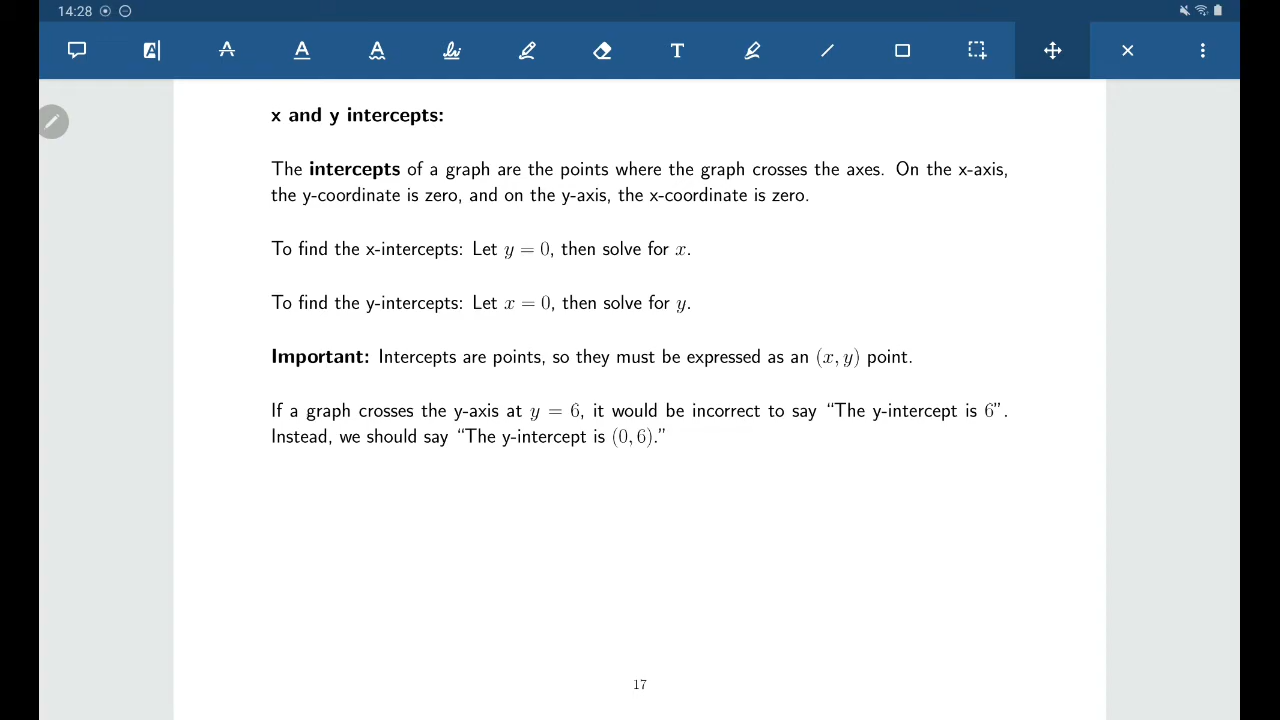 14:28
T
x and y intercepts:
The intercepts of a graph are the points where the graph crosses the axes. On the x-axis,
the y-coordinate is zero, and on the y-axis, the x-coordinate is zero.
To find the x-intercepts: Let y = 0, then solve for x.
To find the y-intercepts: Let x = 0, then solve for y.
Important: Intercepts are points, so they must be expressed as an (x, y) point.
If a graph crosses the y-axis at y = 6, it would be incorrect to say “The y-intercept is 6”.
Instead, we should say “The y-intercept is (0, 6).”
17